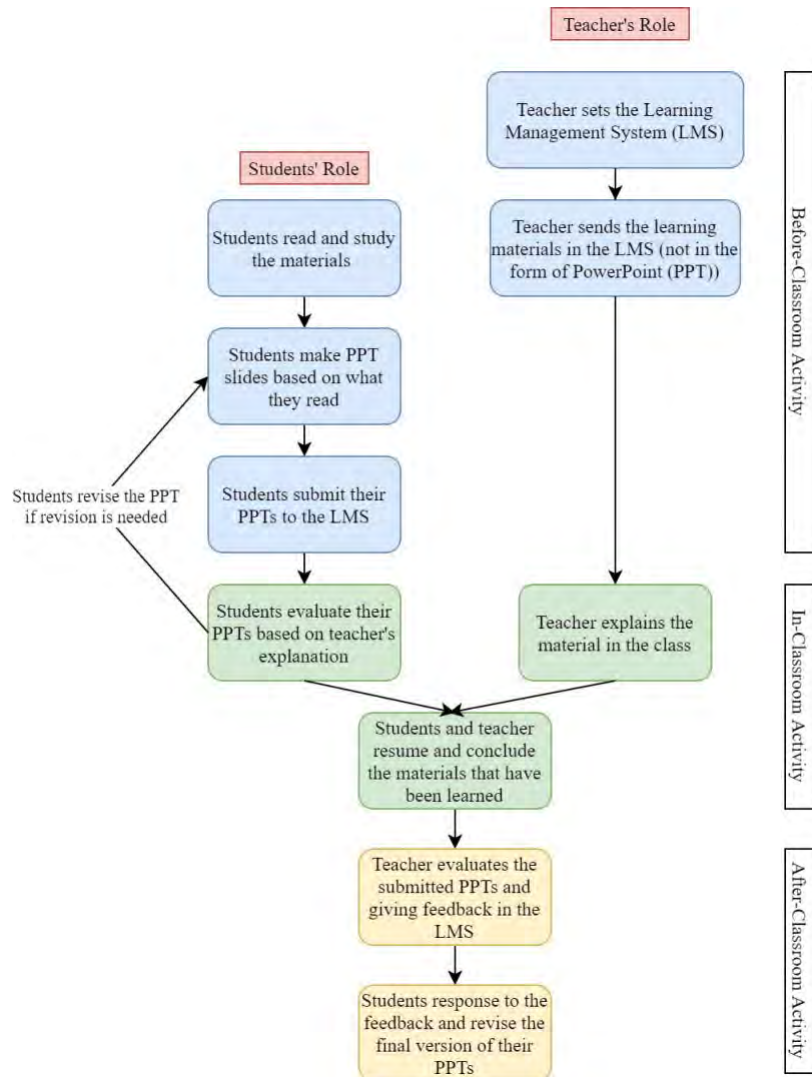 Teacher's Role
Teacher sets the Learning
Management System (LMS)
Students' Role
Students read and study
the materials
Teacher sends the learning
materials in the LMS (not in the
form of PowerPoint (PPT))
Before-Classroom Activity
Students make PPT
slides based on what
they read
Students revise the PPT
if revision is needed
Students submit their
PPTs to the LMS
Students evaluate their
PPTs based on teacher's
explanation
Teacher explains the
material in the class
In-Classroom Activity
Students and teacher
resume and conclude
the materials that have
been learned
Teacher evaluates the
submitted PPTs and
giving feedback in the
LMS
After-Classroom Activity
Students response to the
feedback and revise the
final version of their
PPTs